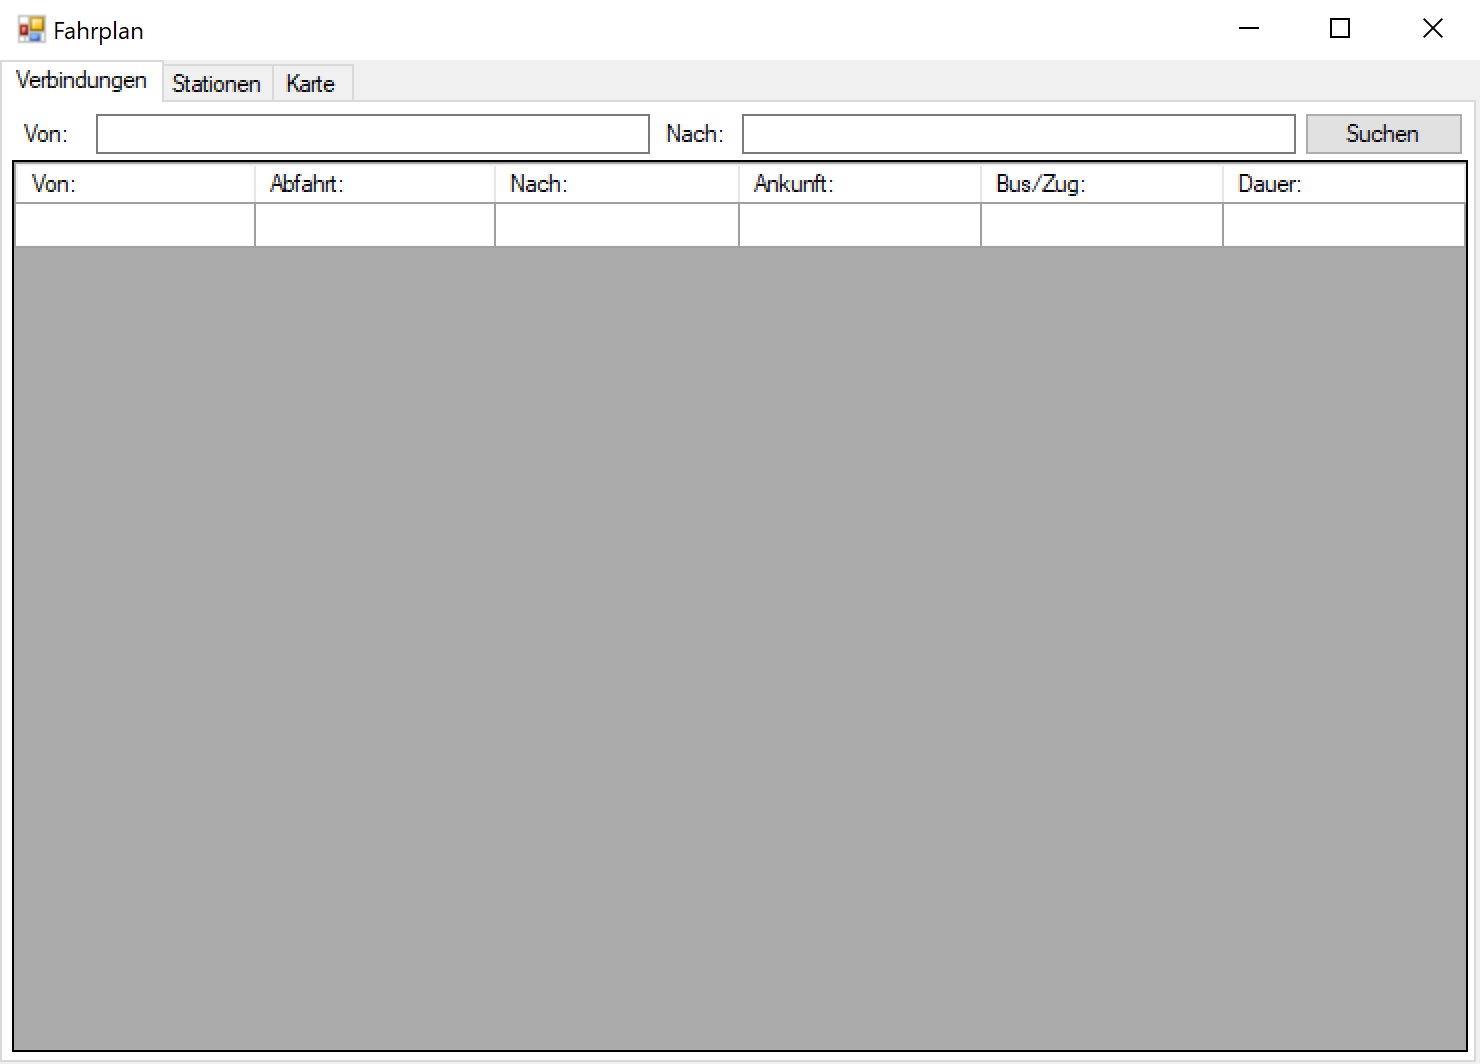 Fahrplan
Verbindungen Stationen Karte
Von: Nach: Suchen
Von: Abfahrt: Nach: Ankunft: Bus/Zug: Dauer: